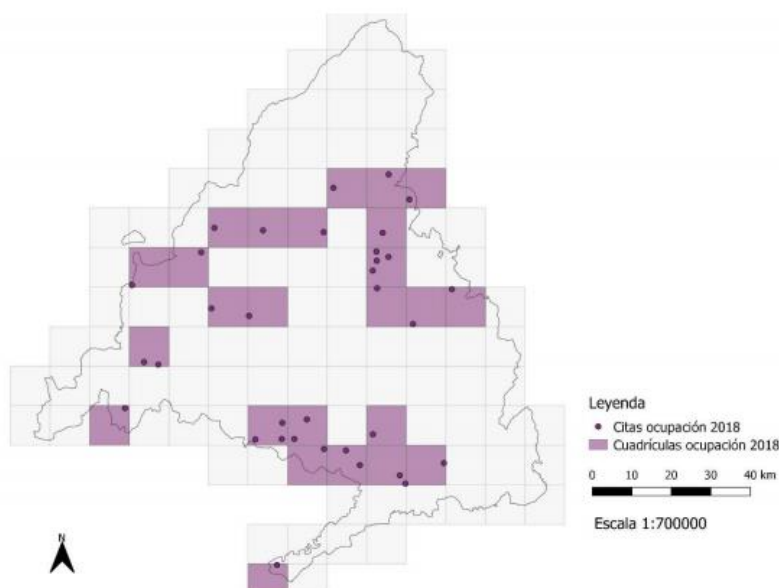 Leyenda
Citas ocupación 2018
Cuadrículas ocupación 2018
0 10 20 30 40 km
Escala 1:700000
N